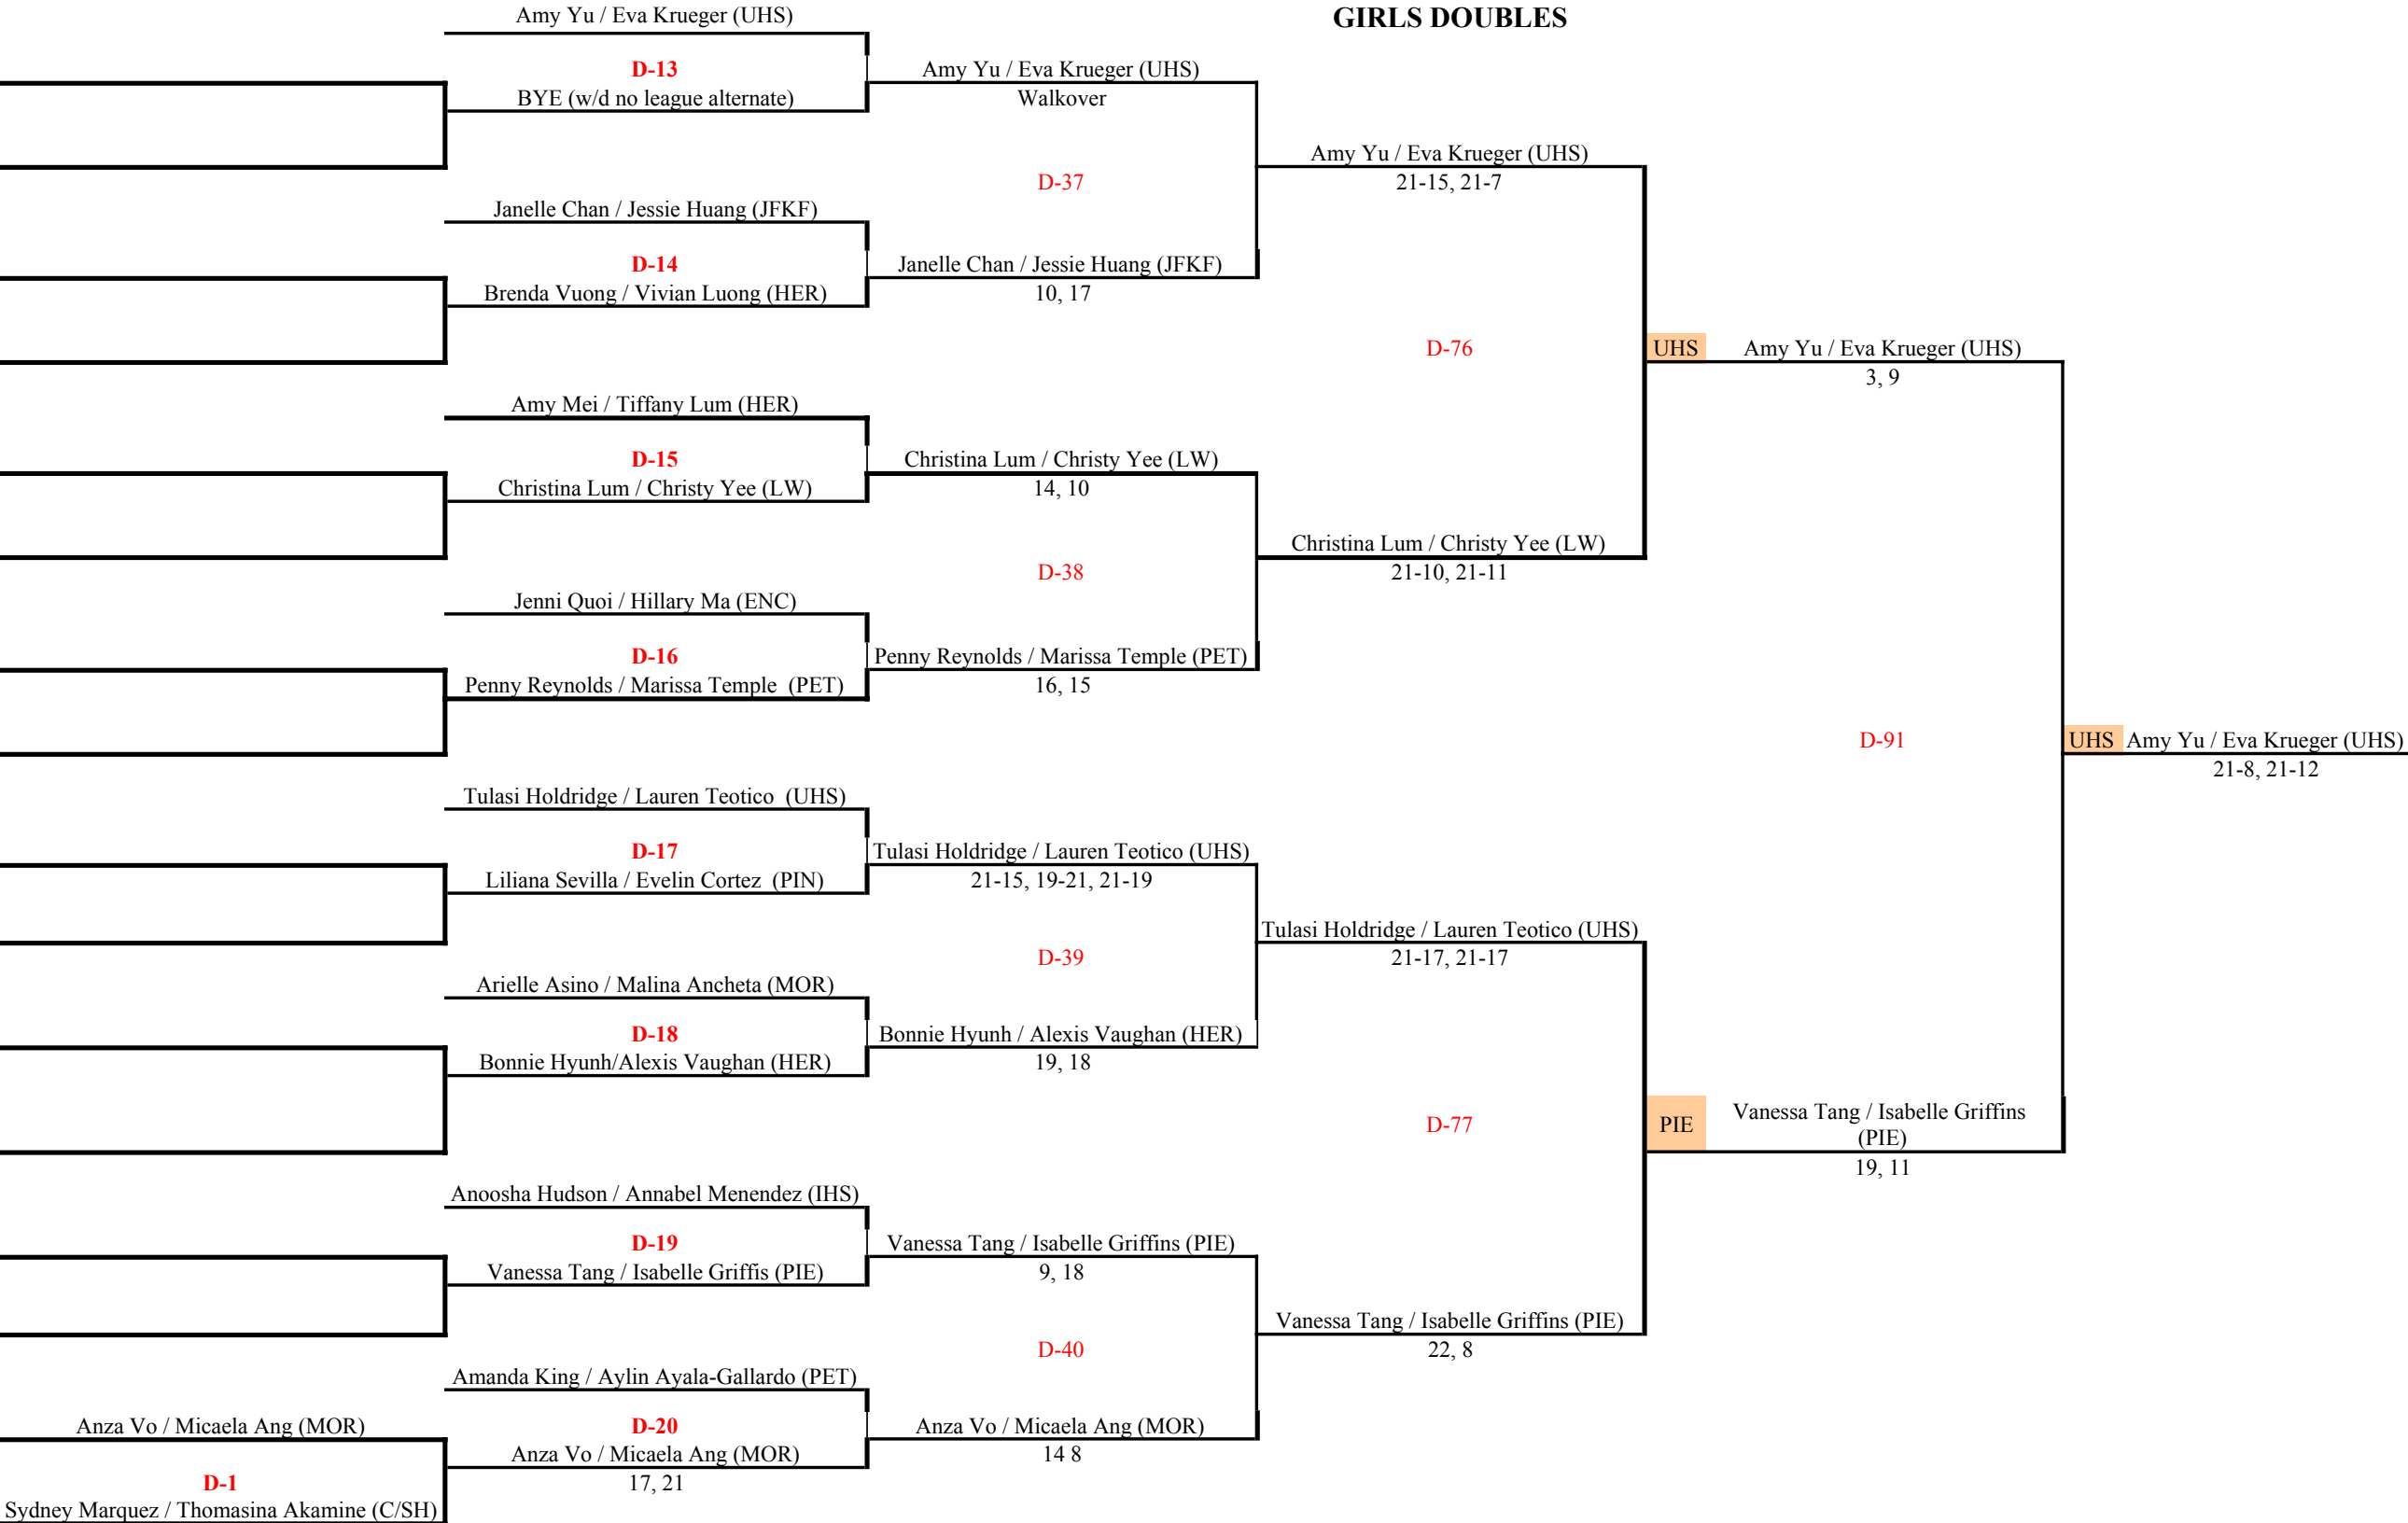 GIRLS DOUBLES
Amy Yu / Eva Krueger (UHS)
D-13
BYE (w/d no league alternate)
Amy Yu / Eva Krueger (UHS)
Walkover
Amy Yu / Eva Krueger (UHS)
21-15, 21-7
D-37
Janelle Chan / Jessie Huang (JFKF)
D-14
Brenda Vuong / Vivian Luong (HER)
Janelle Chan / Jessie Huang (JFKF)
10, 17
D-76
UHS
Amy Yu / Eva Krueger (UHS)
3, 9
Amy Mei / Tiffany Lum (HER)
D-15
Christina Lum / Christy Yee (LW)
Christina Lum / Christy Yee (LW)
14, 10
D-38
Christina Lum / Christy Yee (LW)
21-10, 21-11
Jenni Quoi / Hillary Ma (ENC)
D-16
Penny Reynolds / Marissa Temple  (PET)
Penny Reynolds / Marissa Temple (PET)
16, 15
D-91
UHS
Amy Yu / Eva Krueger (UHS)
21-8, 21-12
Tulasi Holdridge / Lauren Teotico  (UHS)
D-17
Liliana Sevilla / Evelin Cortez  (PIN)
Tulasi Holdridge / Lauren Teotico (UHS)
21-15, 19-21, 21-19
D-39
Tulasi Holdridge / Lauren Teotico (UHS)
21-17, 21-17
Arielle Asino / Malina Ancheta (MOR)
D-18
Bonnie Hyunh/Alexis Vaughan (HER)
Bonnie Hyunh / Alexis Vaughan (HER)
19, 18
D-77
PIE
Vanessa Tang / Isabelle Griffins
(PIE)
19, 11
Anoosha Hudson / Annabel Menendez (IHS)
D-19
Vanessa Tang / Isabelle Griffis (PIE)
Vanessa Tang / Isabelle Griffins (PIE)
9, 18
D-40
Vanessa Tang / Isabelle Griffins (PIE)
22, 8
Amanda King / Aylin Ayala-Gallardo (PET)
D-20
Anza Vo / Micaela Ang (MOR)
17, 21
Anza Vo / Micaela Ang (MOR)
14 8
Anza Vo / Micaela Ang (MOR)
D-1
Sydney Marquez / Thomasina Akamine (C/SH)